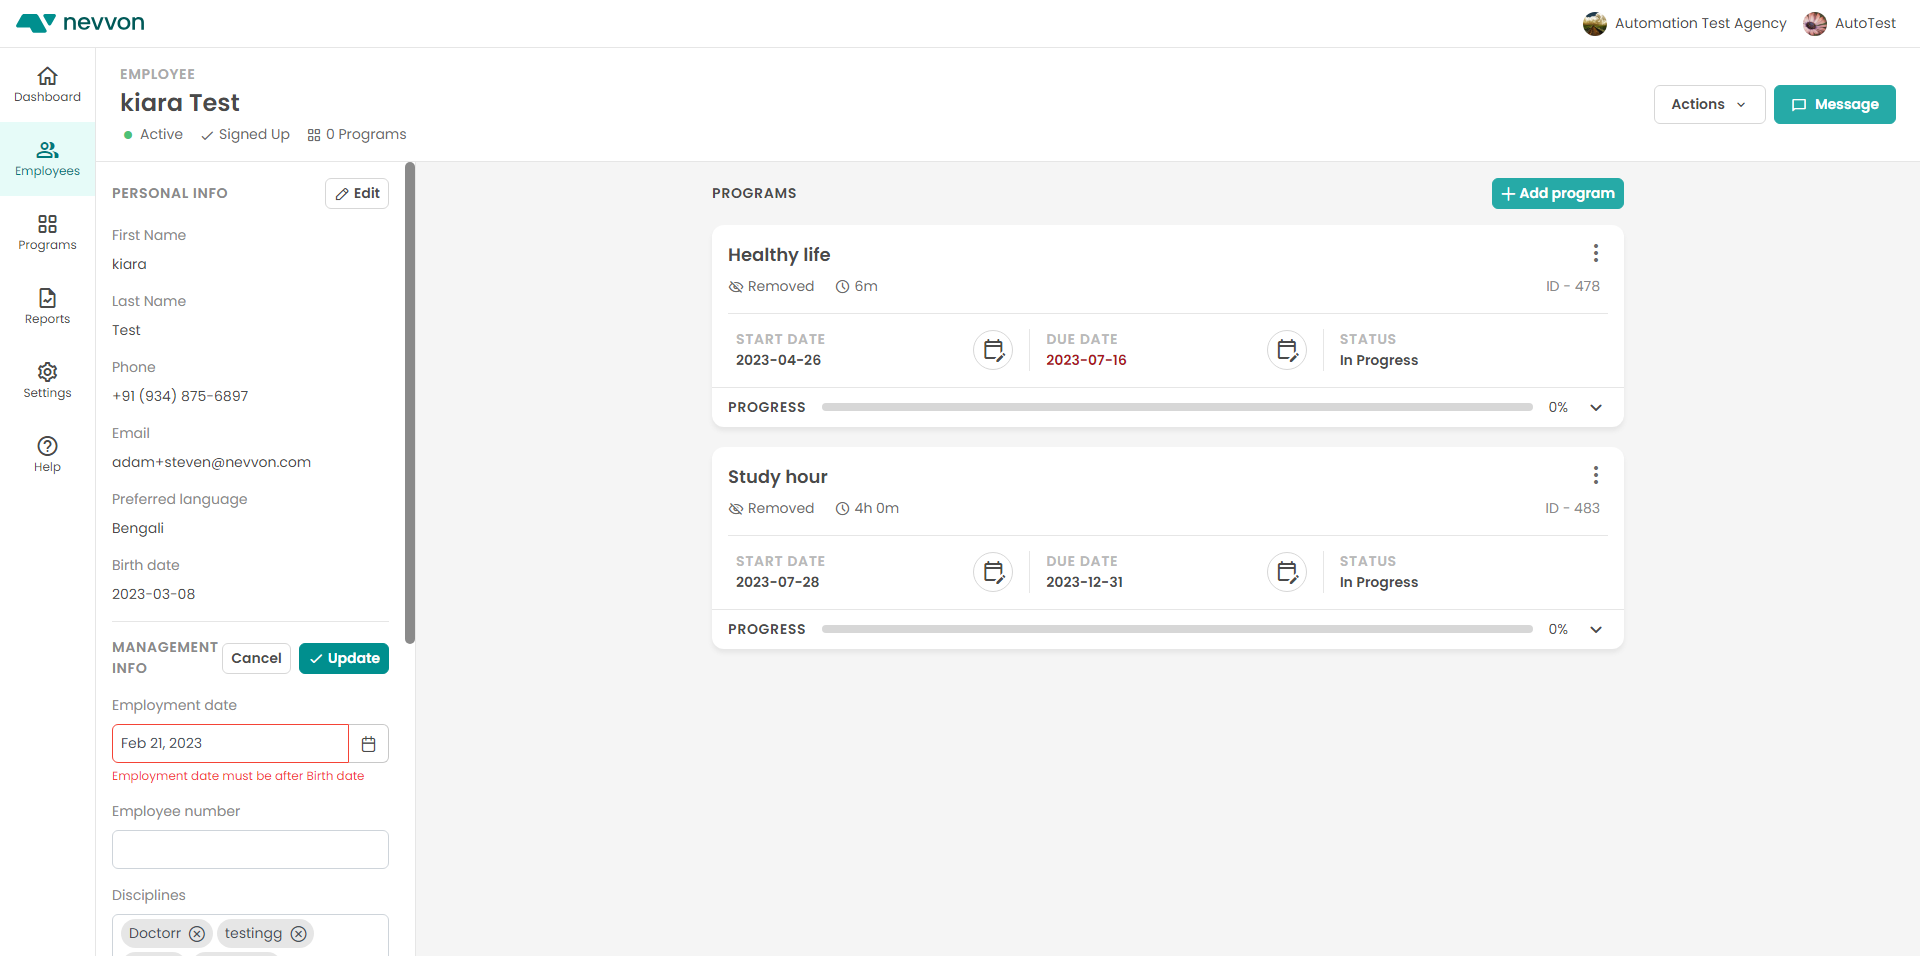 nevvon
Automation Test Agency
AutoTest
Dashboard
Employees
Programs
Reports
Settings
Help
EMPLOYEE
kiara Test
Active
Signed Up
0 Programs
Actions
Message
PERSONAL INFO
Edit
First Name
kiara
Last Name
Test
Phone
+91 (934) 875-6897
Email
adam+steven@nevvon.com
Preferred language
Bengali
Birth date
2023-03-08
MANAGEMENT
INFO
Cancel
Update
Employment date
Feb 21, 2023
Employment date must be after Birth date
Employee number
Disciplines
Doctorr
testingg
PROGRAMS
Add program
Healthy life
Removed
6m
ID - 478
START DATE
2023-04-26
DUE DATE
2023-07-16
STATUS
In Progress
PROGRESS
0%
Study hour
Removed
4h 0m
ID - 483
START DATE
2023-07-28
DUE DATE
2023-12-31
STATUS
In Progress
PROGRESS
0%